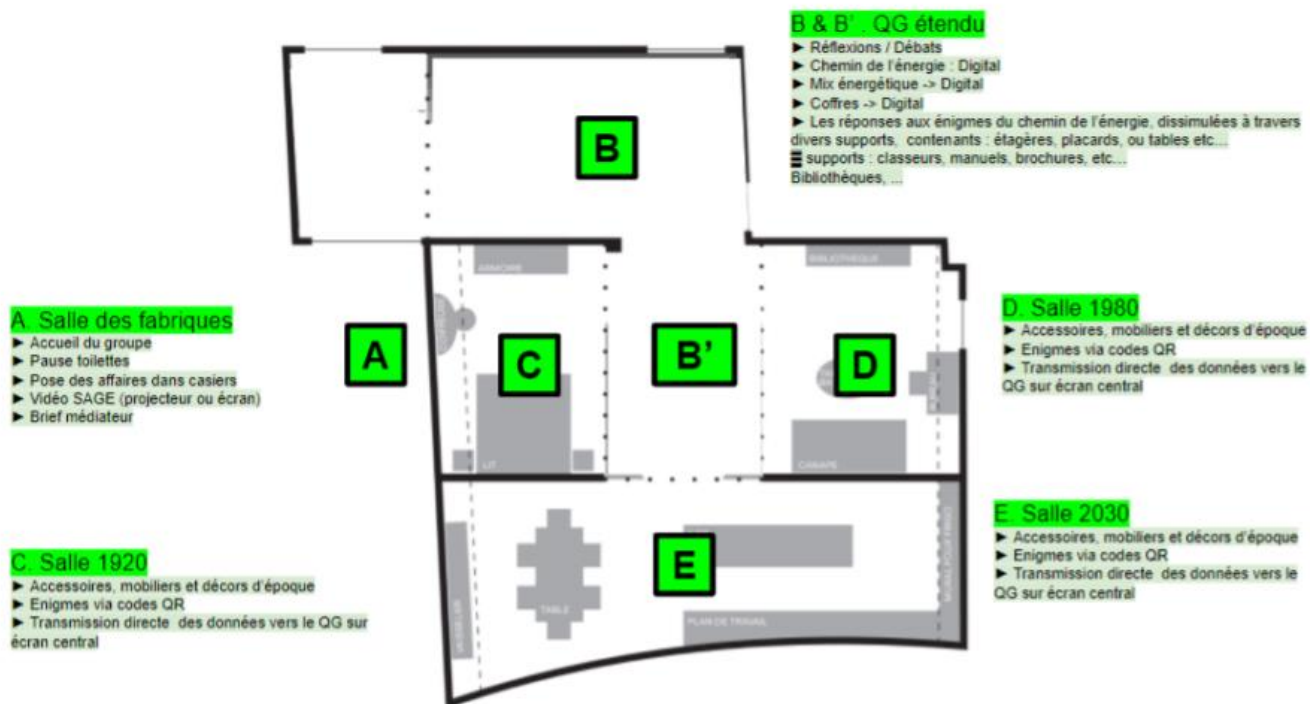 B & B' . QG étendu
► Réflexions / Débats
► Chemin de l'énergie : Digital
► Mix énergétique -> Digital
► Coffres -> Digital
► Les réponses aux énigmes du chemin de l'énergie, dissimulées à travers
divers supports, contenants : étagères, placards, ou tables etc...
supports : classeurs, manuels, brochures, etc...
Bibliothèques, ...
B
ARMOIRE
BIBLIOTHEQUE
A. Salle des fabriques
► Accueil du groupe
► Pause toilettes
► Pose des affaires dans casiers
► Vidéo SAGE (projecteur ou écran)
► Brief médiateur
A
C
B'
D
LIT
CANAPE
D. Salle 1980
► Accessoires, mobiliers et décors d'époque
► Enigmes via codes QR
► Transmission directe des données vers le
QG sur écran central
E. Salle 2030
► Accessoires, mobiliers et décors d'époque
► Enigmes via codes QR
► Transmission directe des données vers le
QG sur écran central
C. Salle 1920
► Accessoires, mobiliers et décors d'époque
► Enigmes via codes QR
► Transmission directe des données vers le QG sur
écran central
E
TABLE
PLAN DE TRAVAIL